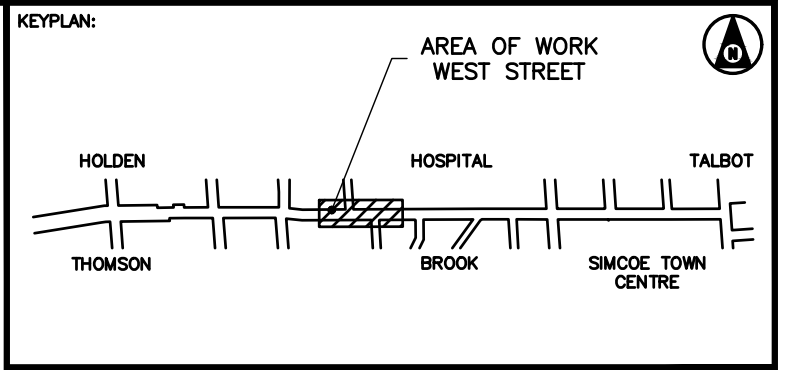 KEYPLAN:
AREA OF WORK
WEST STREET
N
HOLDEN
HOSPITAL
TALBOT
THOMSON
BROOK
SIMCOE TOWN
CENTRE